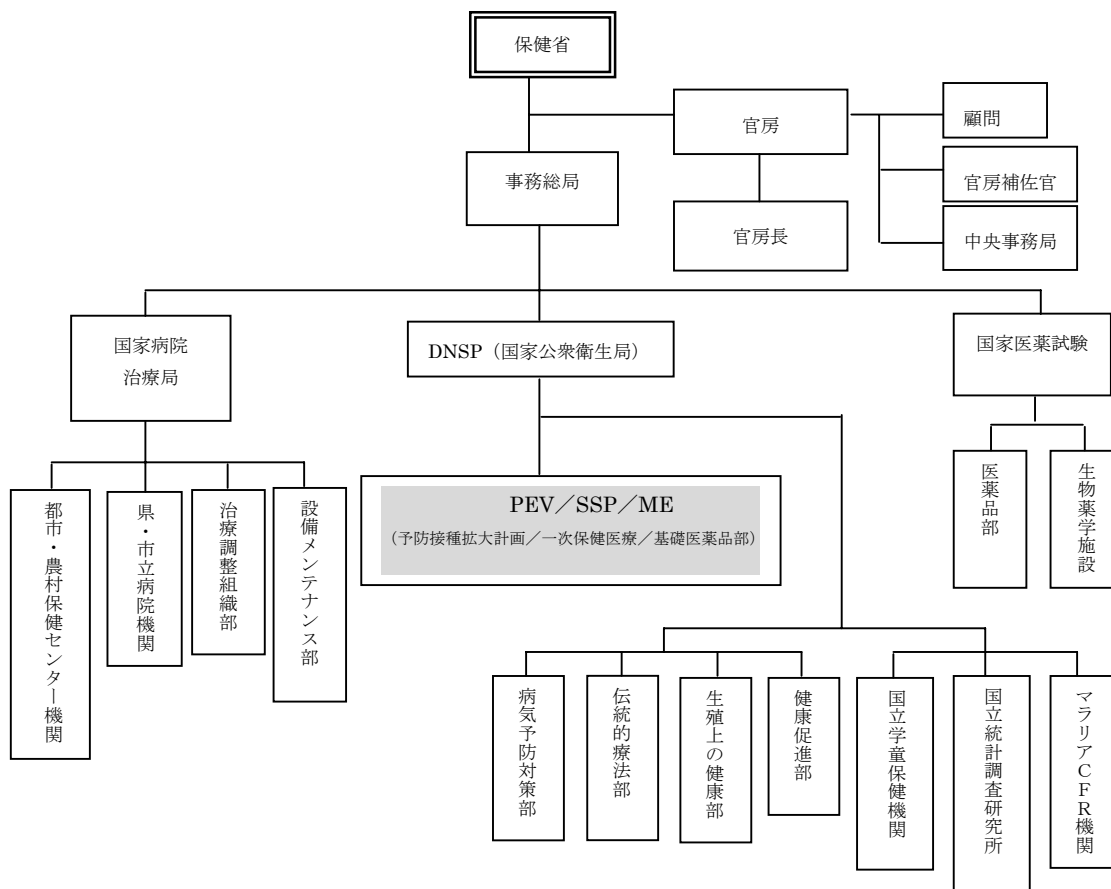 保健省
官房
顧問
事務総局
官房補佐官
官房長
中央事務局
国家病院
治療局
DNSP（国家公衆衛生局）
国家医薬試験
都市・農村保健センター機関
県・市立病院機関
治療調整組織部
設備メンテナンス部
PEV／SSP／ME
（予防接種拡大計画／一次保健医療／基礎医薬品部）
医薬品部
生物薬学施設
病気予防対策部
伝統的療法部
生殖上の健康部
健康促進部
国立学童保健機関
国立統計調査研究所
マラリアCFR機関